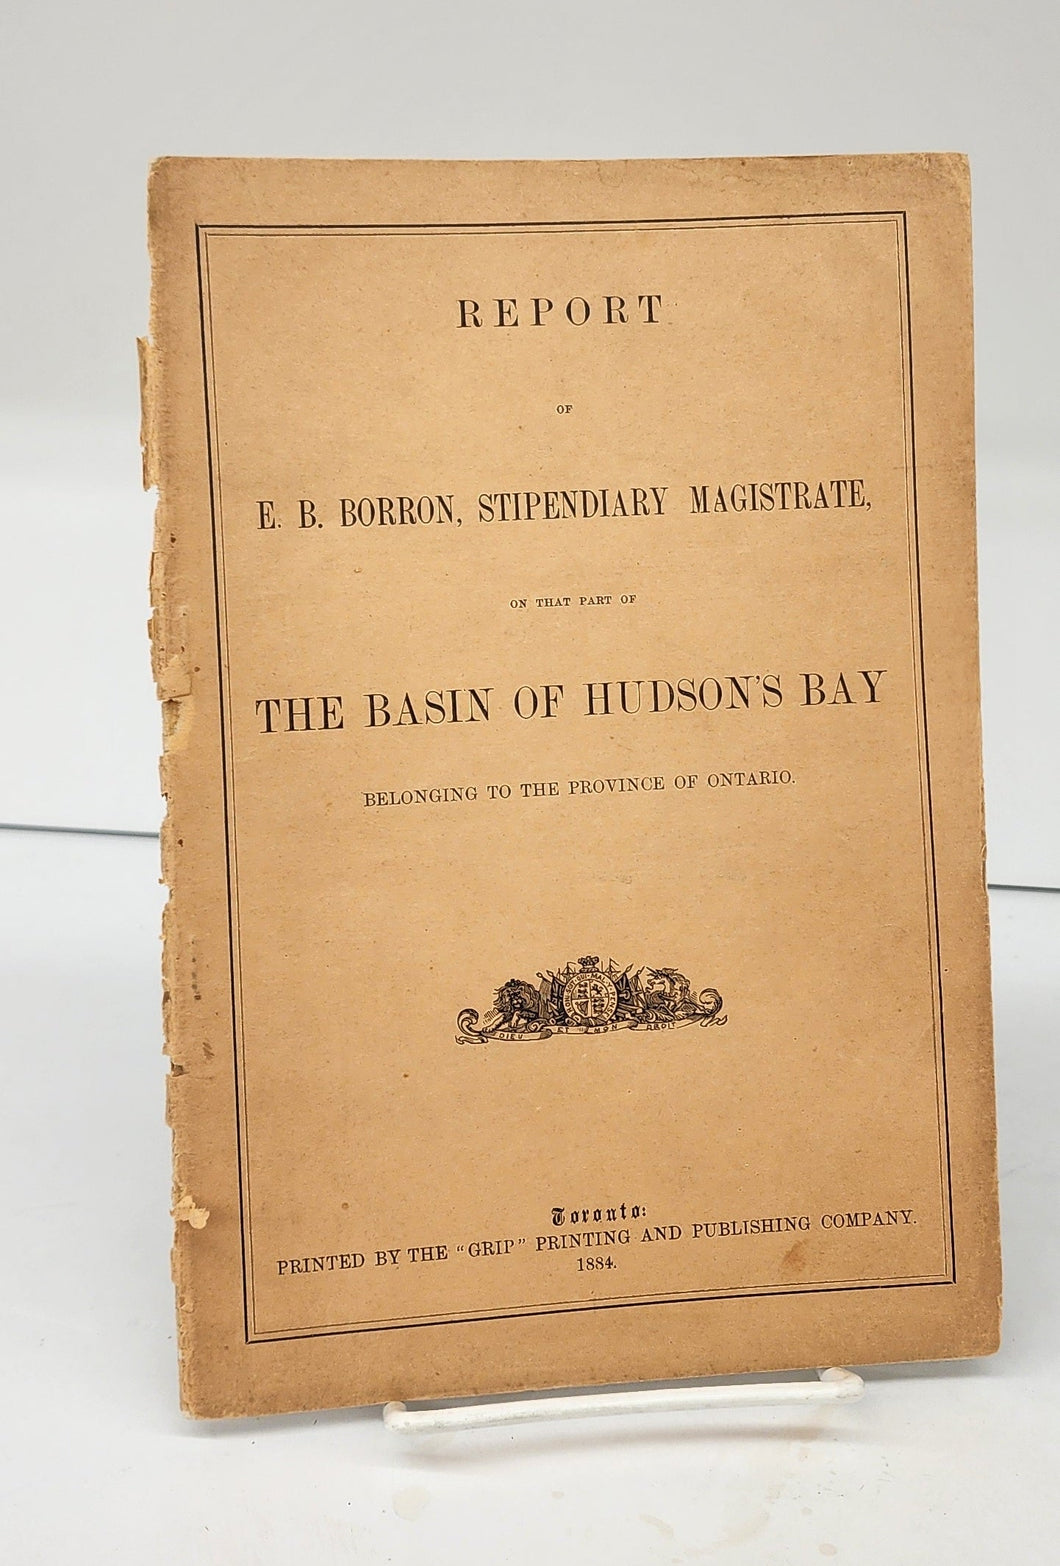 REPORT
OF
E. B. BORRON, STIPENDIARY MAGISTRATE,
ON THAT PART OF
THE BASIN OF HUDSON'S BAY
BELONGING TO THE PROVINCE OF ONTARIO.
DIEU ET MON DROIT
Toronto:
PRINTED BY THE "GRIP" PRINTING AND PUBLISHING COMPANY.
1884.